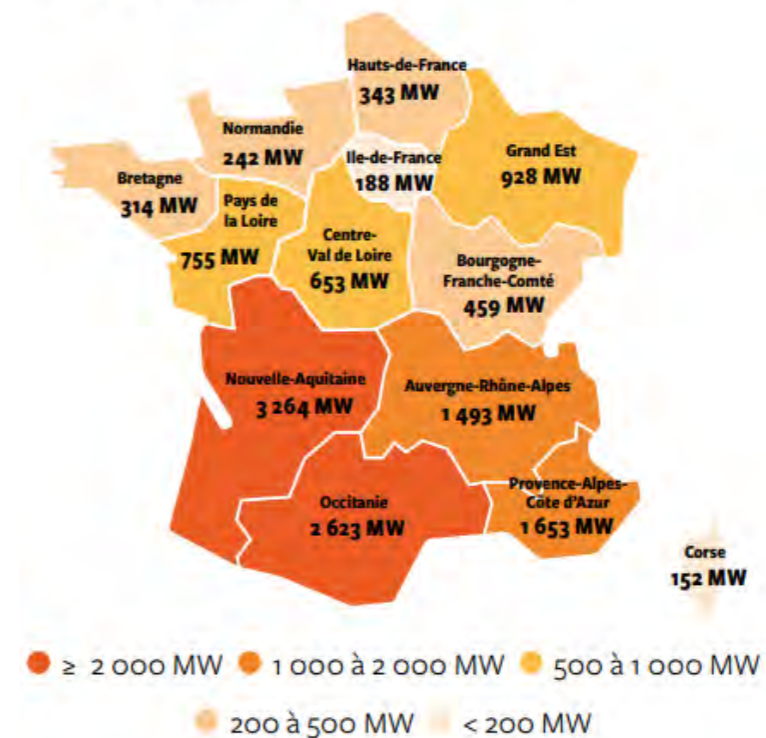 Hauts-de-France
343 MW
Normandie
242 MW
Ile-de-France
188 MW
Grand Est
928 MW
Bretagne
314 MW
Pays de
la Loire
755 MW
Centre-
Val de Loire
653 MW
Bourgogne-
Franche-Comté
459 MW
Nouvelle-Aquitaine
3 264 MW
Auvergne-Rhône-Alpes
1 493 MW
Occitanie
2 623 MW
Provence-Alpes-
Côte d'Azur
1 653 MW
Corse
152 MW
≥ 2 000 MW 1 000 à 2 000 MW 500 à 1 000 MW
200 à 500 MW < 200 MW